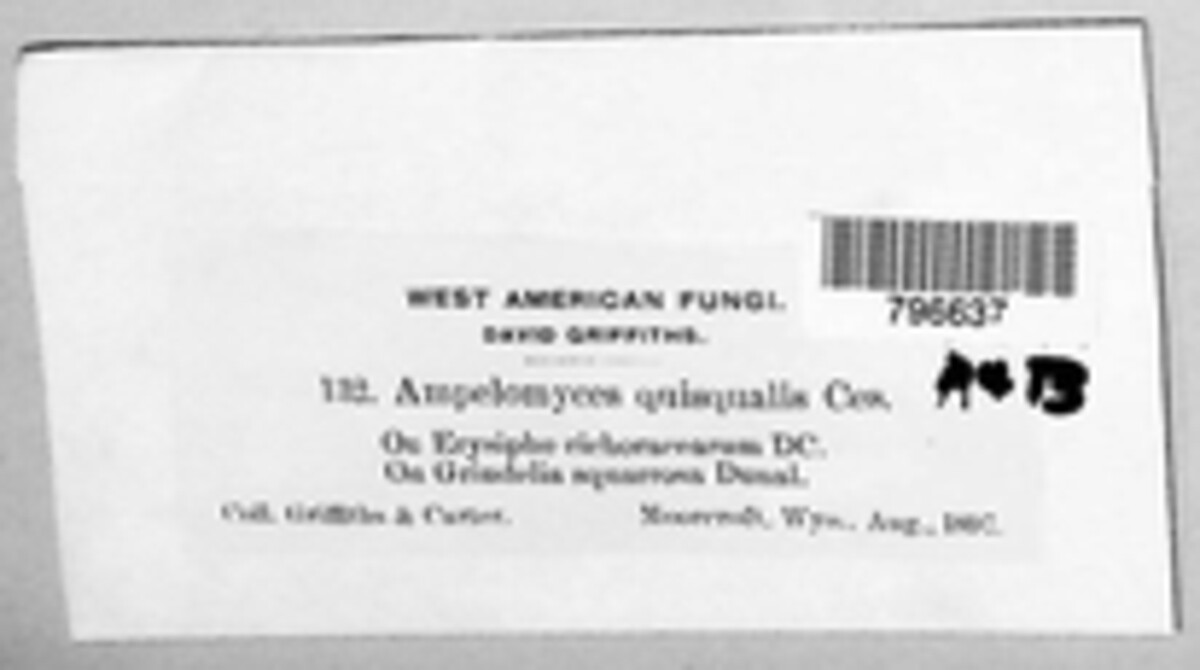 WEST AMERICAN FUNGI.
DAVID GRIFFITHS.
796637
132. Ampelomyces quisqualis Ces.
On Erysiphe cichoracearum DC.
On Grindelia squarrosa Dunal.
Coll. Griffiths & Carter.
Moorcroft, Wyo., Aug.,